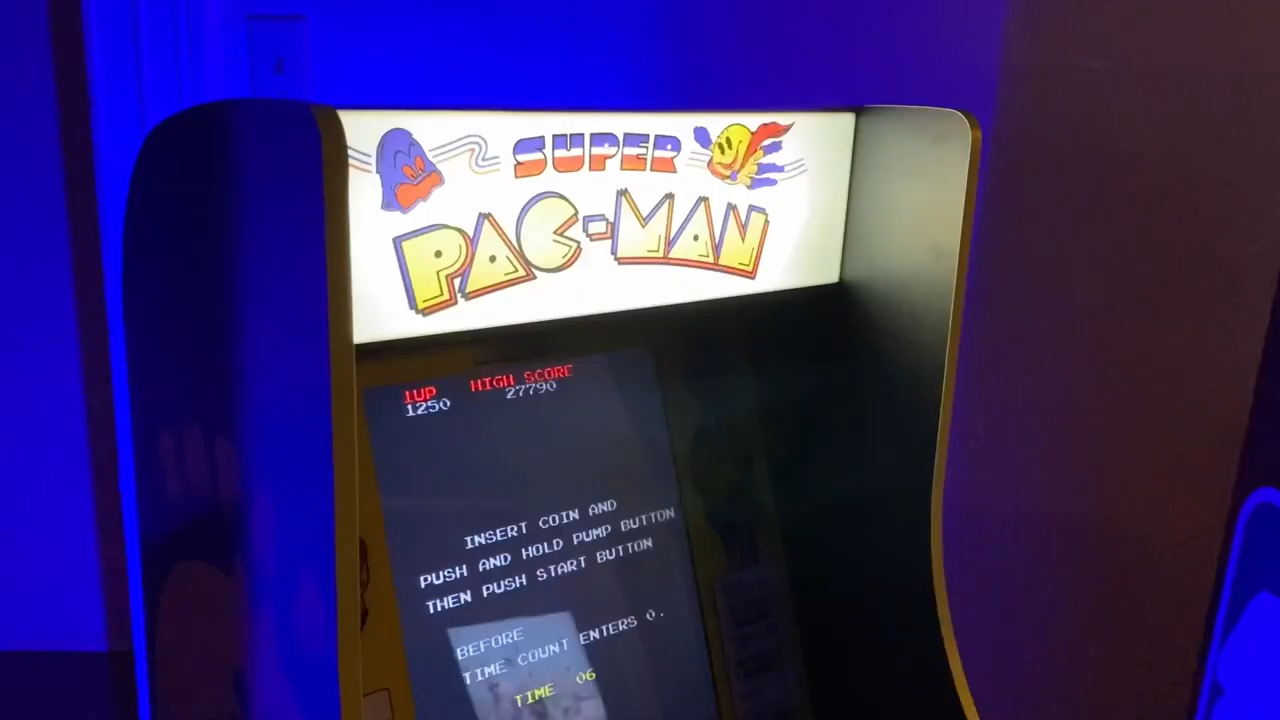 SUPER
PAC-MAN
1UP HIGH SCORE
1250 27790
INSERT COIN AND
PUSH AND HOLD PUMP BUTTON
THEN PUSH START BUTTON
BEFORE
TIME COUNT ENTERS 0.
TIME 06